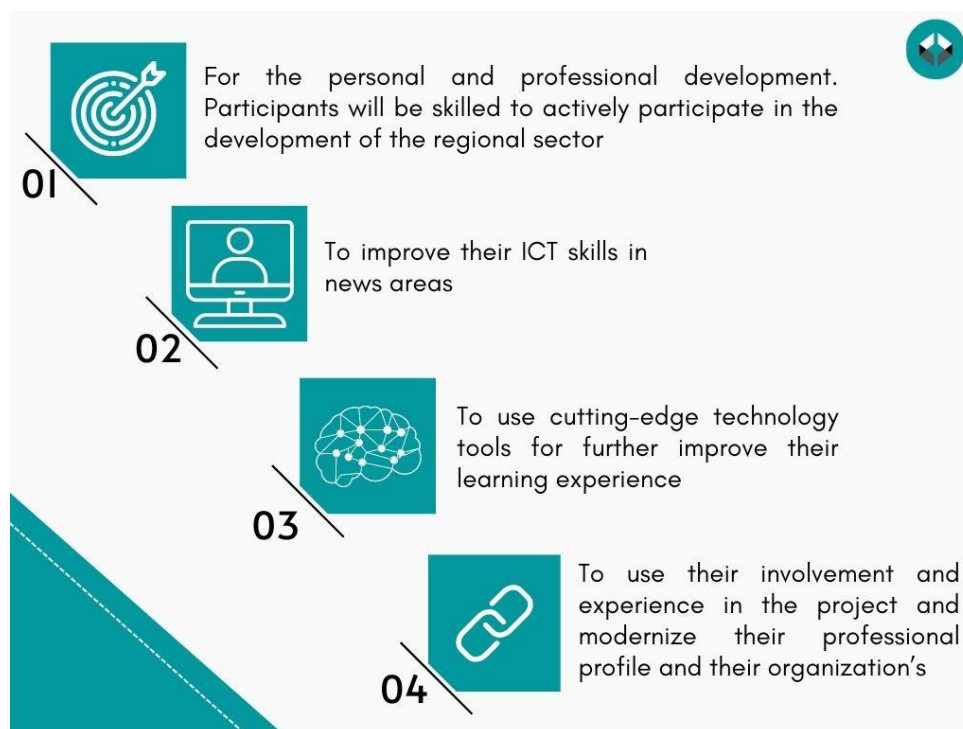 For the personal and professional development.
Participants will be skilled to actively participate in the
development of the regional sector
01
To improve their ICT skills in
news areas
02
To use cutting-edge technology
tools for further improve their
learning experience
03
To use their involvement and
experience in the project and
modernize their professional
profile and their organization’s
04